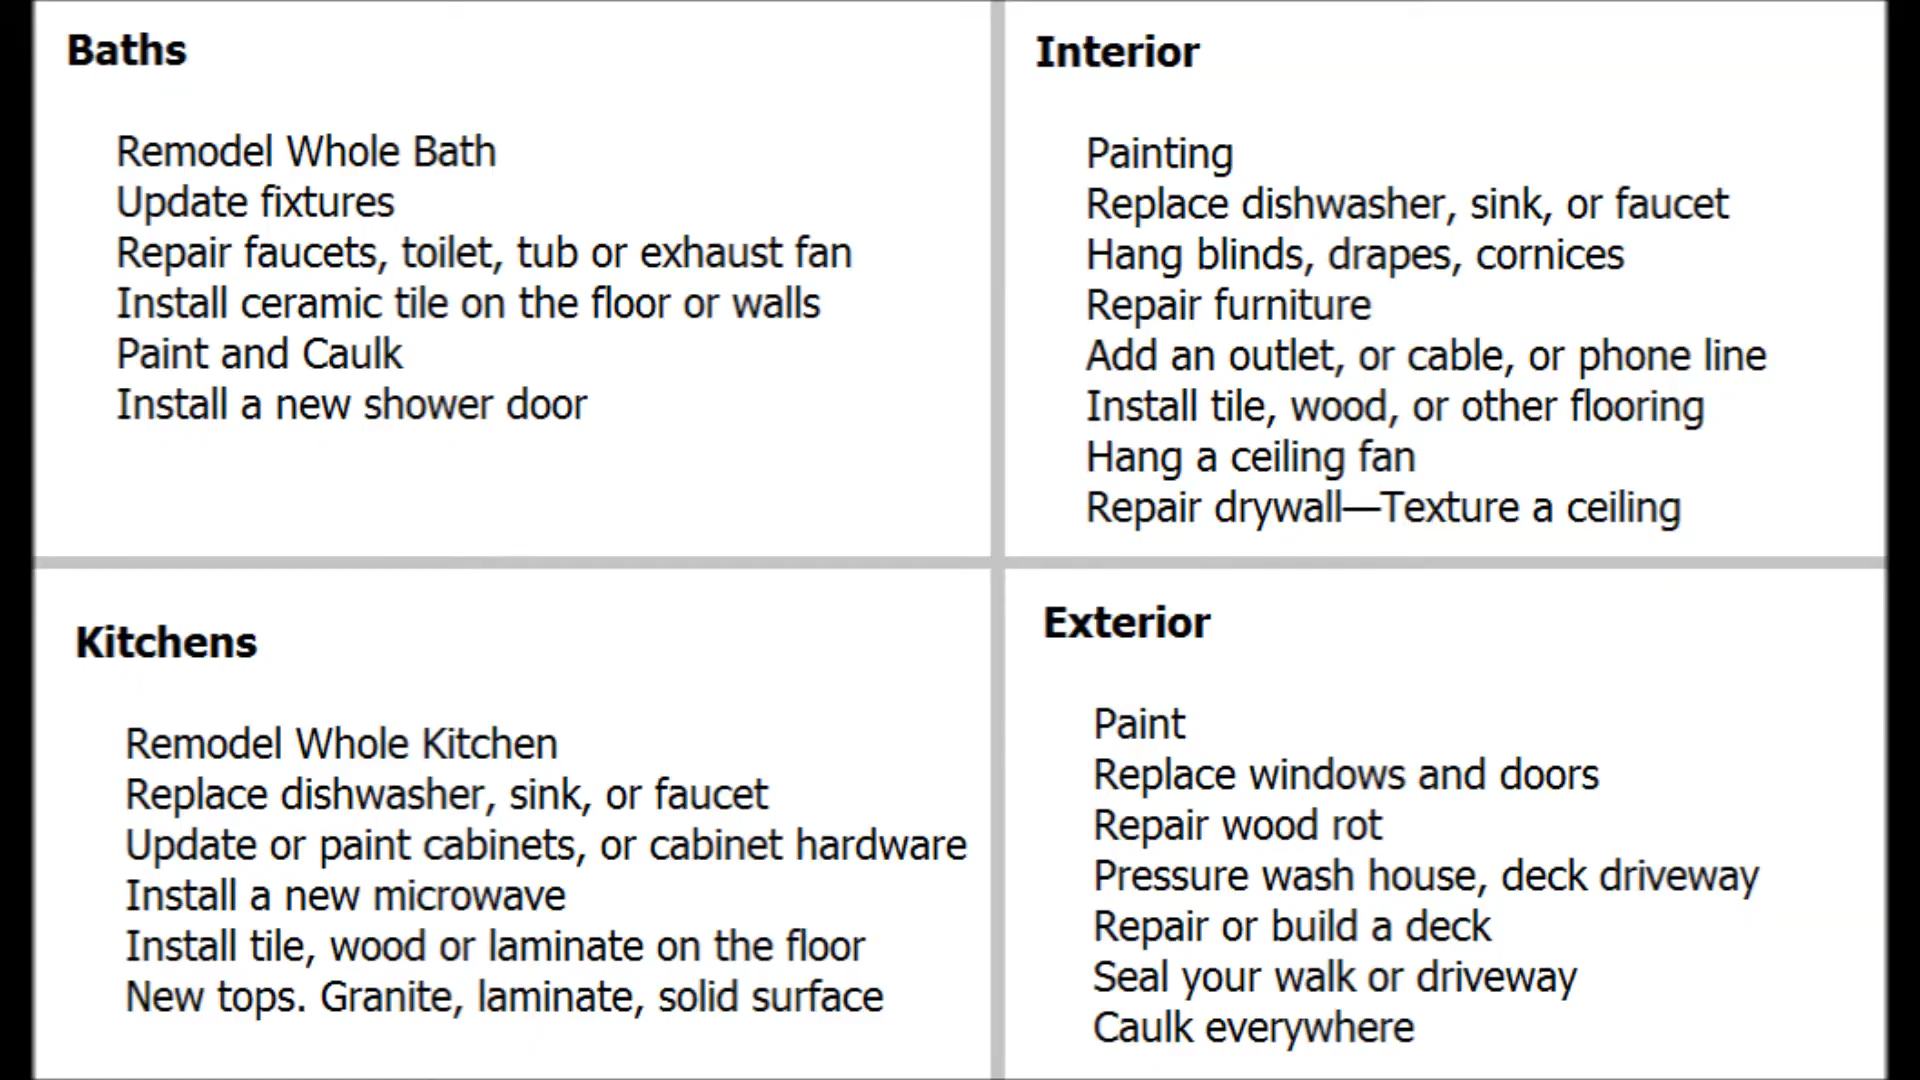 Baths
Remodel Whole Bath
Update fixtures
Repair faucets, toilet, tub or exhaust fan
Install ceramic tile on the floor or walls
Paint and Caulk
Install a new shower door
Interior
Painting
Replace dishwasher, sink, or faucet
Hang blinds, drapes, cornices
Repair furniture
Add an outlet, or cable, or phone line
Install tile, wood, or other flooring
Hang a ceiling fan
Repair drywall—Texture a ceiling
Kitchens
Remodel Whole Kitchen
Replace dishwasher, sink, or faucet
Update or paint cabinets, or cabinet hardware
Install a new microwave
Install tile, wood or laminate on the floor
New tops. Granite, laminate, solid surface
Exterior
Paint
Replace windows and doors
Repair wood rot
Pressure wash house, deck driveway
Repair or build a deck
Seal your walk or driveway
Caulk everywhere